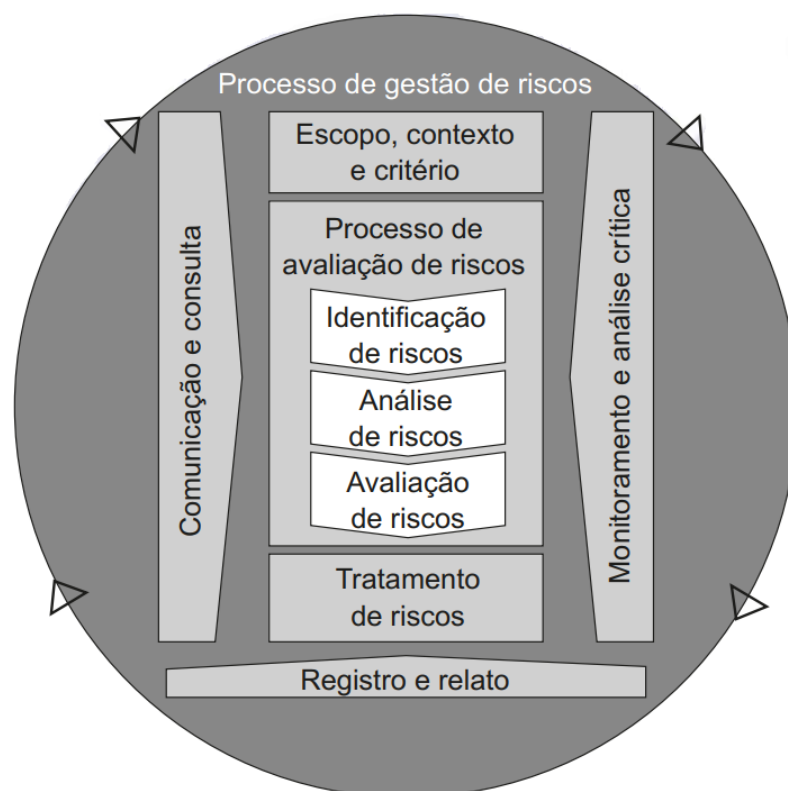 Processo de gestão de riscos
Comunicação e consulta
Escopo, contexto
e critério
Processo de
avaliação de riscos
Identificação
de riscos
Análise
de riscos
Avaliação
de riscos
Tratamento
de riscos
Monitoramento e análise crítica
Registro e relato